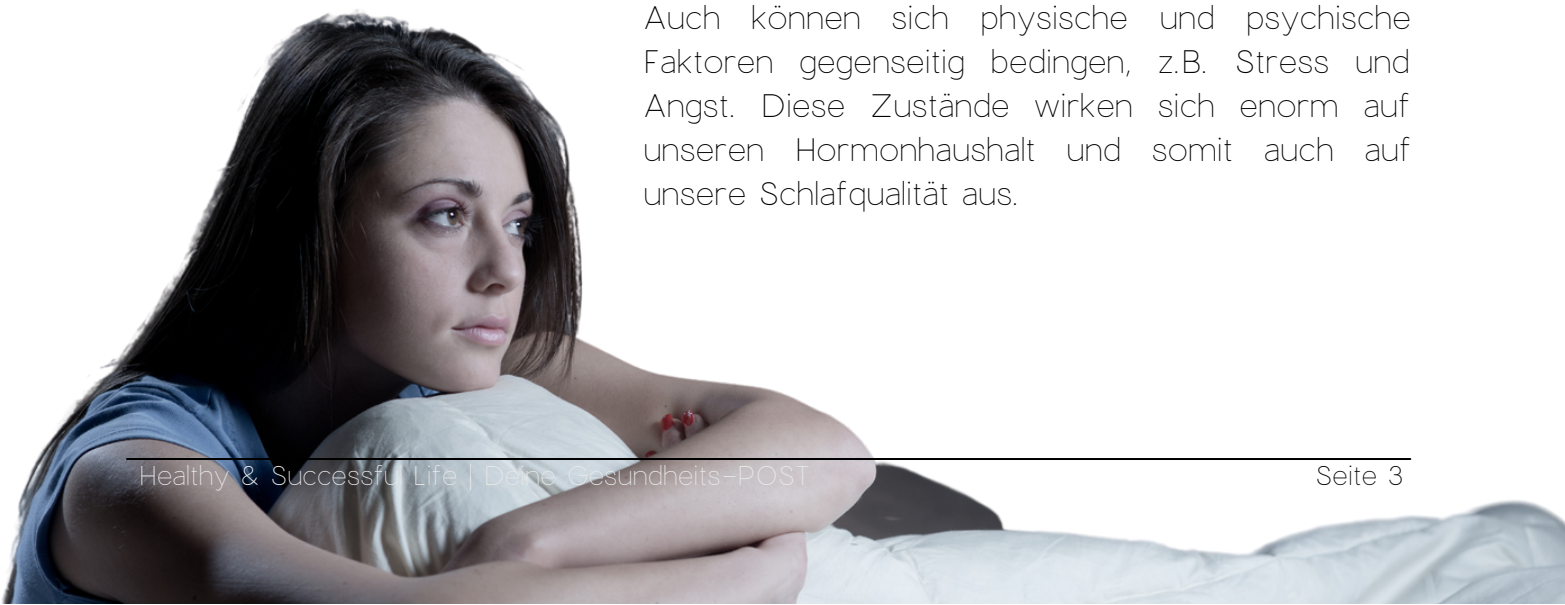 Auch können sich physische und psychische
Faktoren gegenseitig bedingen, z.B. Stress und
Angst. Diese Zustände wirken sich enorm auf
unseren Hormonhaushalt und somit auch auf
unsere Schlafqualität aus.
Healthy & Successful Life | Deine Gesundheits-POST
Seite 3